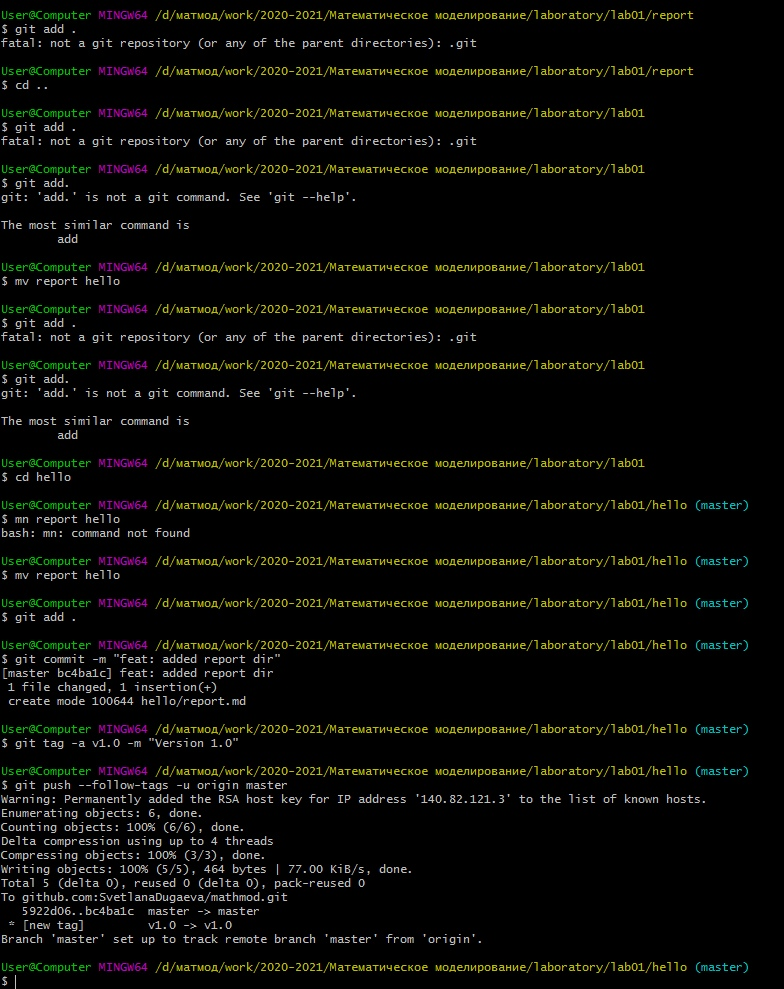 User@Computer MINGW64 /d/матмод/work/2020-2021/Математическое моделирование/laboratory/lab01/report
$ git add .
fatal: not a git repository (or any of the parent directories): .git

User@Computer MINGW64 /d/матмод/work/2020-2021/Математическое моделирование/laboratory/lab01/report
$ cd ..

User@Computer MINGW64 /d/матмод/work/2020-2021/Математическое моделирование/laboratory/lab01
$ git add .
fatal: not a git repository (or any of the parent directories): .git

User@Computer MINGW64 /d/матмод/work/2020-2021/Математическое моделирование/laboratory/lab01
$ git add.
git: 'add.' is not a git command. See 'git --help'.

The most similar command is
        add

User@Computer MINGW64 /d/матмод/work/2020-2021/Математическое моделирование/laboratory/lab01
$ mv report hello

User@Computer MINGW64 /d/матмод/work/2020-2021/Математическое моделирование/laboratory/lab01
$ git add .
fatal: not a git repository (or any of the parent directories): .git

User@Computer MINGW64 /d/матмод/work/2020-2021/Математическое моделирование/laboratory/lab01
$ git add.
git: 'add.' is not a git command. See 'git --help'.

The most similar command is
        add

User@Computer MINGW64 /d/матмод/work/2020-2021/Математическое моделирование/laboratory/lab01
$ cd hello

User@Computer MINGW64 /d/матмод/work/2020-2021/Математическое моделирование/laboratory/lab01/hello (master)
$ mn report hello
bash: mn: command not found

User@Computer MINGW64 /d/матмод/work/2020-2021/Математическое моделирование/laboratory/lab01/hello (master)
$ mv report hello

User@Computer MINGW64 /d/матмод/work/2020-2021/Математическое моделирование/laboratory/lab01/hello (master)
$ git add .

User@Computer MINGW64 /d/матмод/work/2020-2021/Математическое моделирование/laboratory/lab01/hello (master)
$ git commit -m "feat: added report dir"
[master bc4ba1c] feat: added report dir
 1 file changed, 1 insertion(+)
 create mode 100644 hello/report.md

User@Computer MINGW64 /d/матмод/work/2020-2021/Математическое моделирование/laboratory/lab01/hello (master)
$ git tag -a v1.0 -m "Version 1.0"

User@Computer MINGW64 /d/матмод/work/2020-2021/Математическое моделирование/laboratory/lab01/hello (master)
$ git push --follow-tags -u origin master
Warning: Permanently added the RSA host key for IP address '140.82.121.3' to the list of known hosts.
Enumerating objects: 6, done.
Counting objects: 100% (6/6), done.
Delta compression using up to 4 threads
Compressing objects: 100% (3/3), done.
Writing objects: 100% (5/5), 464 bytes | 77.00 KiB/s, done.
Total 5 (delta 0), reused 0 (delta 0), pack-reused 0
To github.com:SvetlanaDugaeva/mathmod.git
   5922d06..bc4ba1c  master -> master
 * [new tag]         v1.0 -> v1.0
Branch 'master' set up to track remote branch 'master' from 'origin'.

User@Computer MINGW64 /d/матмод/work/2020-2021/Математическое моделирование/laboratory/lab01/hello (master)
$